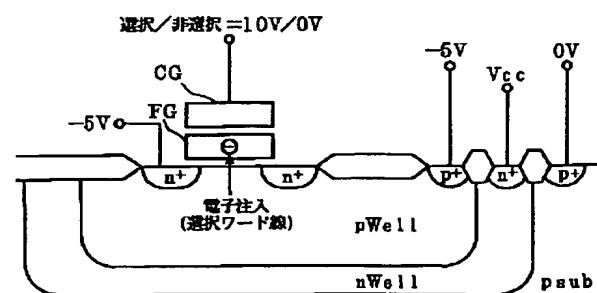 選択/非選択=10V/0V
CG
FG
-5V
-5V
Vcc
0V
n+
n+
p+
n+
p+
電子注入
(選択ワード線)
pWell
nWell
psub